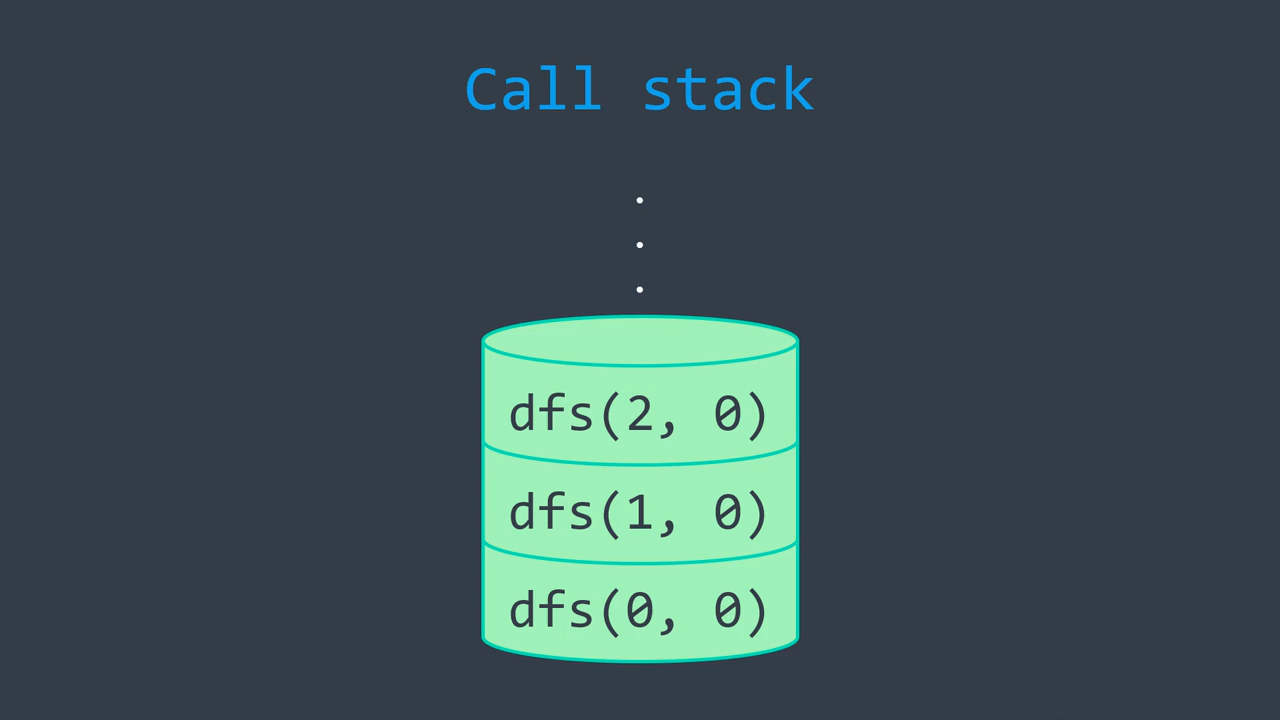 Call stack
dfs(2, 0)
dfs(1, 0)
dfs(0, 0)